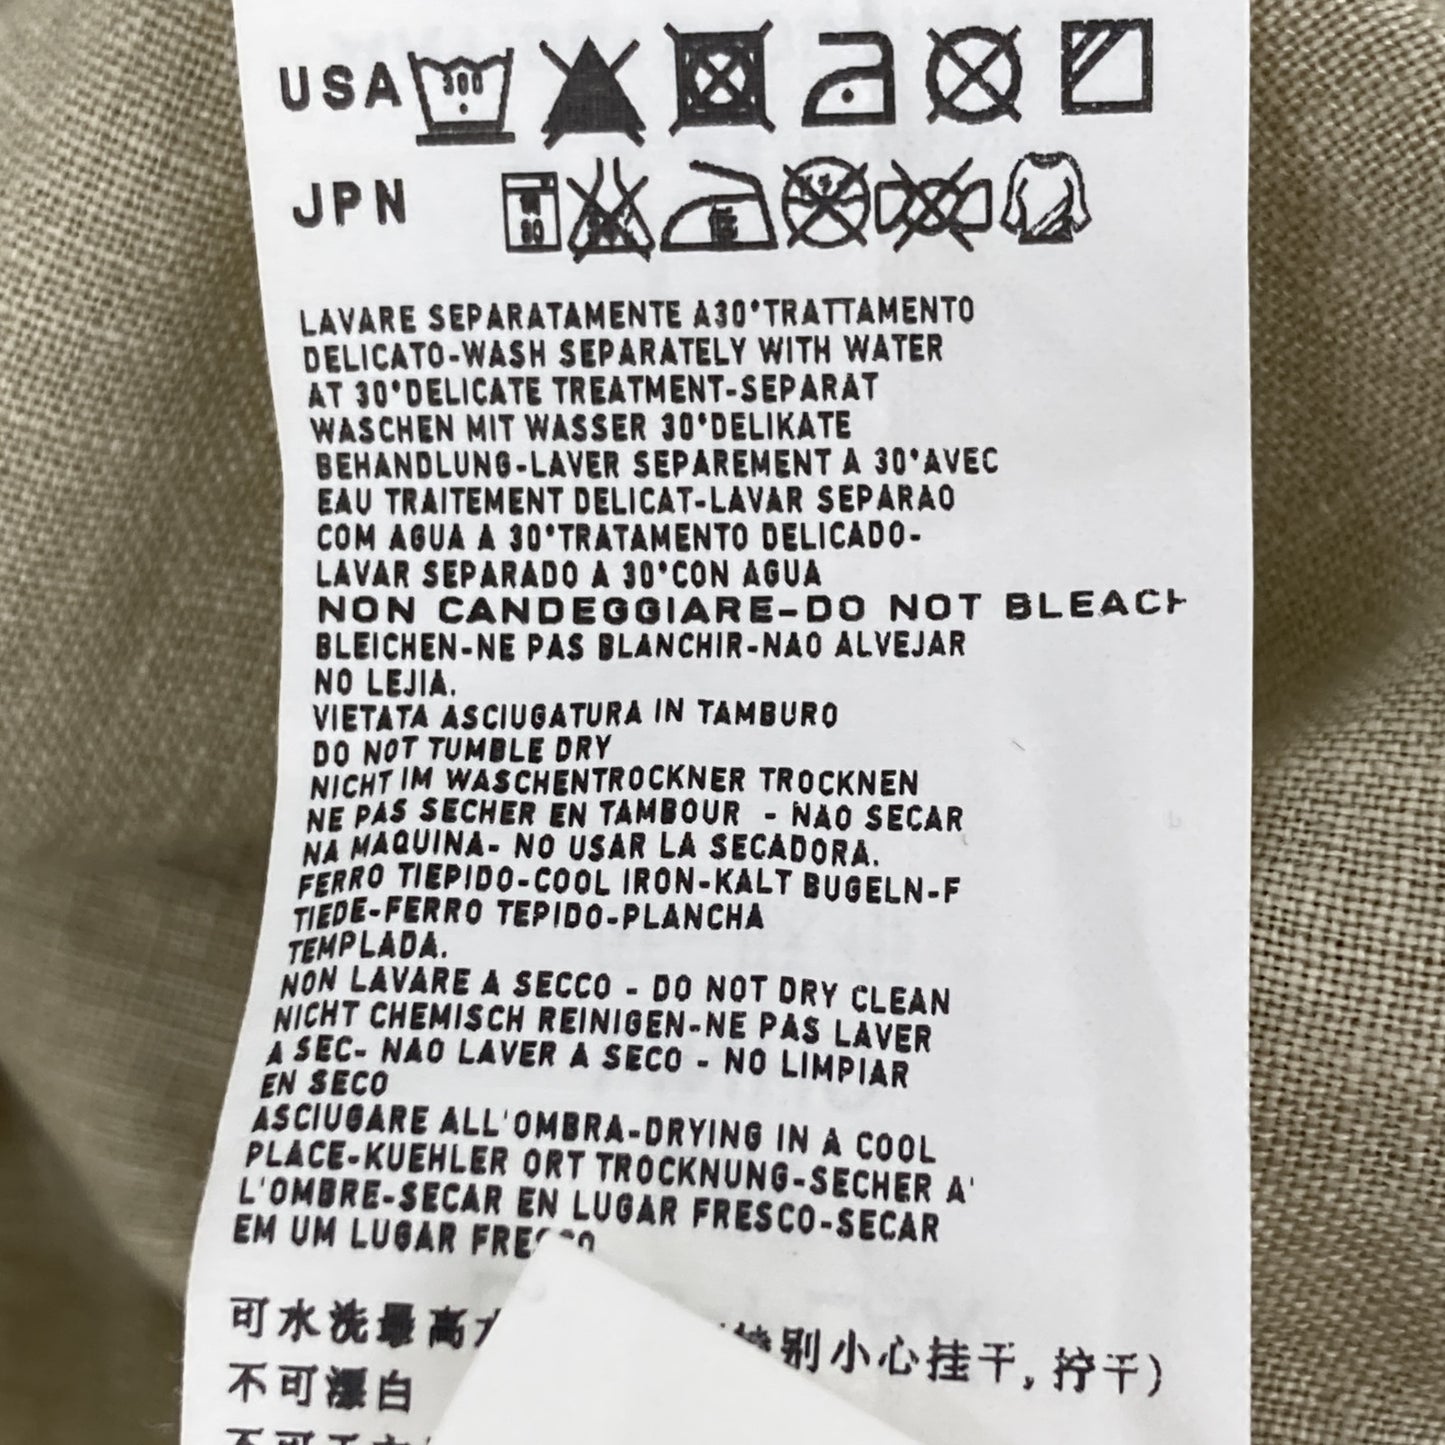 USA 300
JPN
LAVARE SEPARATAMENTE A30°TRATTAMENTO
DELICATO-WASH SEPARATELY WITH WATER
AT 30°DELICATE TREATMENT-SEPARAT
WASCHEN MIT WASSER 30°DELIKATE
BEHANDLUNG-LAVER SEPAREMENT A 30°AVEC
EAU TRAITEMENT DELICAT-LAVAR SEPARAO
COM AGUA A 30°TRATAMENTO DELICADO-
LAVAR SEPARADO A 30°CON AGUA
NON CANDEGGIARE-DO NOT BLEACH
BLEICHEN-NE PAS BLANCHIR-NAO ALVEJAR
NO LEJIA.
VIETATA ASCIUGATURA IN TAMBURO
DO NOT TUMBLE DRY
NICHT IM WASCHENTROCKNER TROCKNEN
NE PAS SECHER EN TAMBOUR - NAO SECAR
NA MAQUINA- NO USAR LA SECADORA.
FERRO TIEPIDO-COOL IRON-KALT BUGELN-F
TIEDE-FERRO TEPIDO-PLANCHA
TEMPLADA.
NON LAVARE A SECCO - DO NOT DRY CLEAN
NICHT CHEMISCH REINIGEN-NE PAS LAVER
A SEC- NAO LAVER A SECO - NO LIMPIAR
EN SECO
ASCIUGARE ALL'OMBRA-DRYING IN A COOL
PLACE-KUEHLER ORT TROCKNUNG-SECHER A'
L'OMBRE-SECAR EN LUGAR FRESCO-SECAR
EM UM LUGAR FRESCO
可水洗最高 特别小心挂干, 拧干)
不可漂白